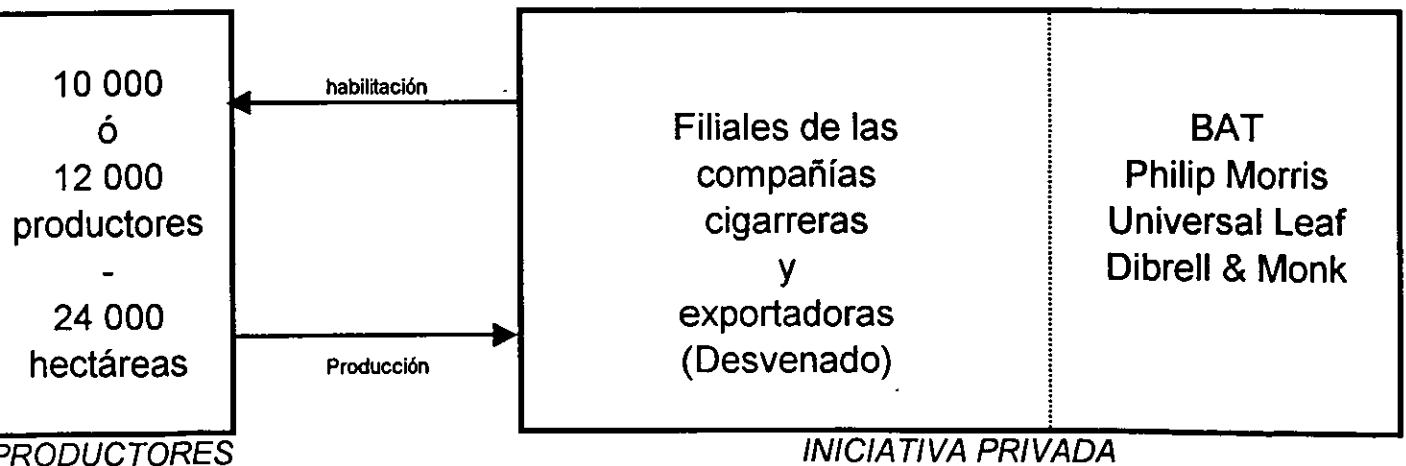 10 000
ó
12 000
productores
-
24 000
hectáreas
PRODUCTORES
habilitación
Producción
Filiales de las
compañías
cigarreras
y
exportadoras
(Desvenado)
BAT
Philip Morris
Universal Leaf
Dibrell & Monk
INICIATIVA PRIVADA